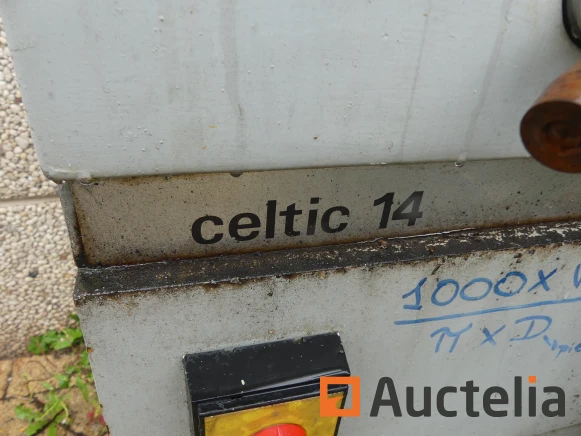 celtic 14
1000 X V
π X D
Auctelia